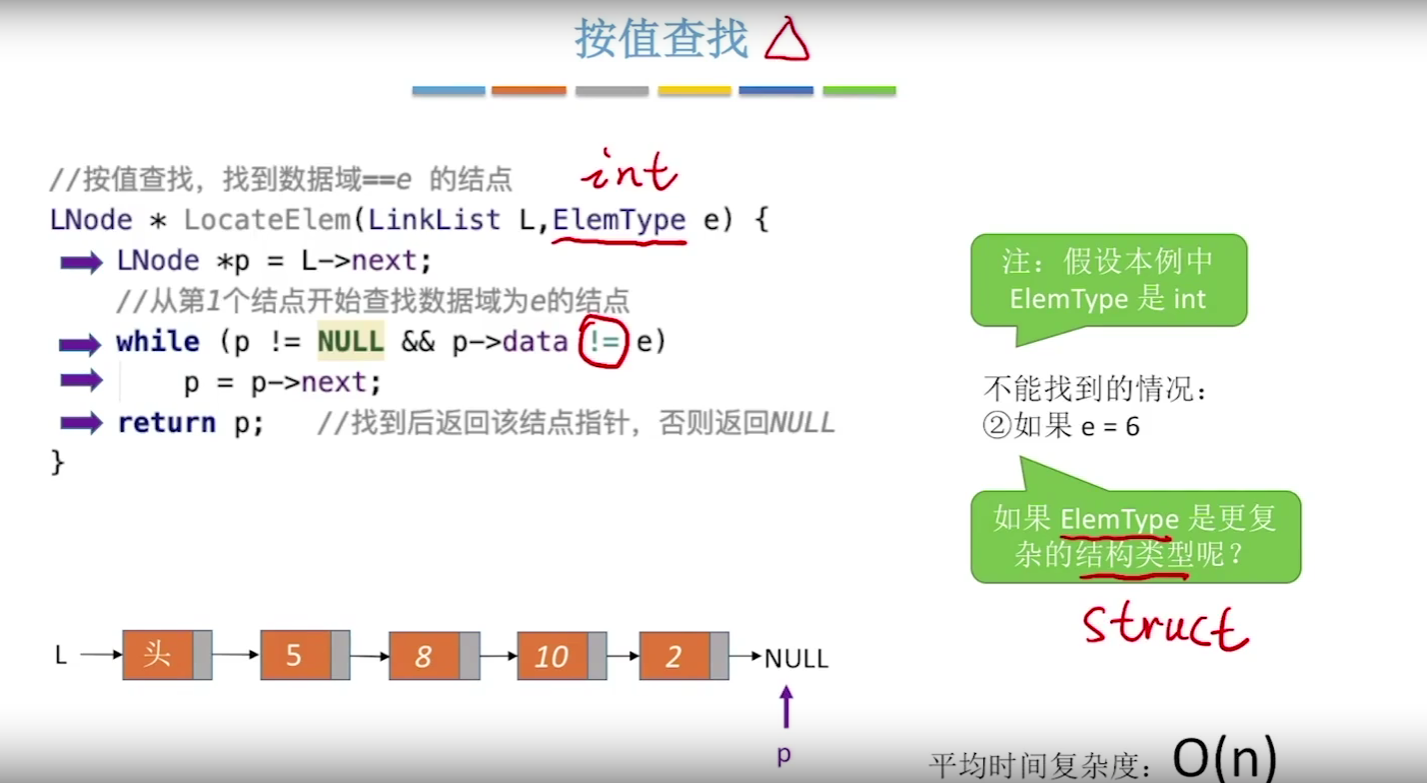 按值查找
int
//按值查找，找到数据域==e 的结点
LNode * LocateElem(LinkList L,ElemType e) {
LNode *p = L->next;
//从第1个结点开始查找数据域为e的结点
while (p != NULL && p->data != e)
p = p->next;
return p;    //找到后返回该结点指针，否则返回NULL
}
注：假设本例中
ElemType 是 int
不能找到的情况：
②如果 e = 6
如果 ElemType 是更复
杂的结构类型呢？
struct
L 头 5 8 10 2 NULL
p
平均时间复杂度：O(n)